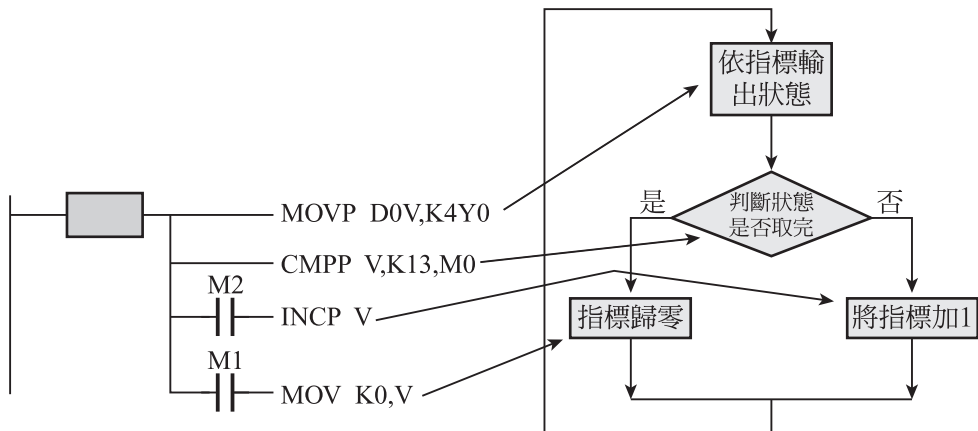 依指標輸
出狀態
判斷狀態
是否取完
是
否
MOVP D0V,K4Y0
CMPP V,K13,M0
M2
INCP V
指標歸零
將指標加1
M1
MOV K0,V